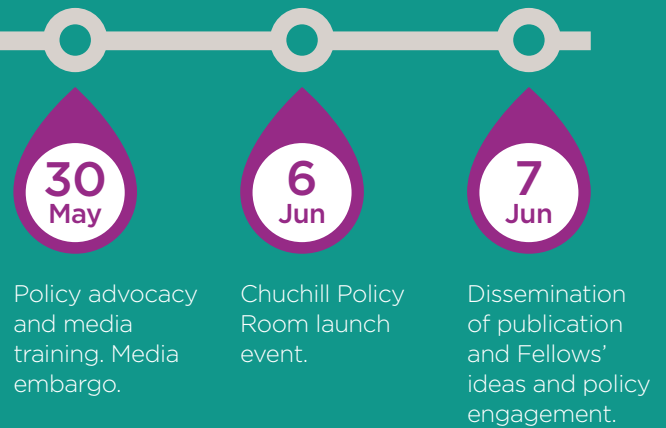 30
May
Policy advocacy
and media
training. Media
embargo.
6
Jun
Chuchill Policy
Room launch
event.
7
Jun
Dissemination
of publication
and Fellows’
ideas and policy
engagement.